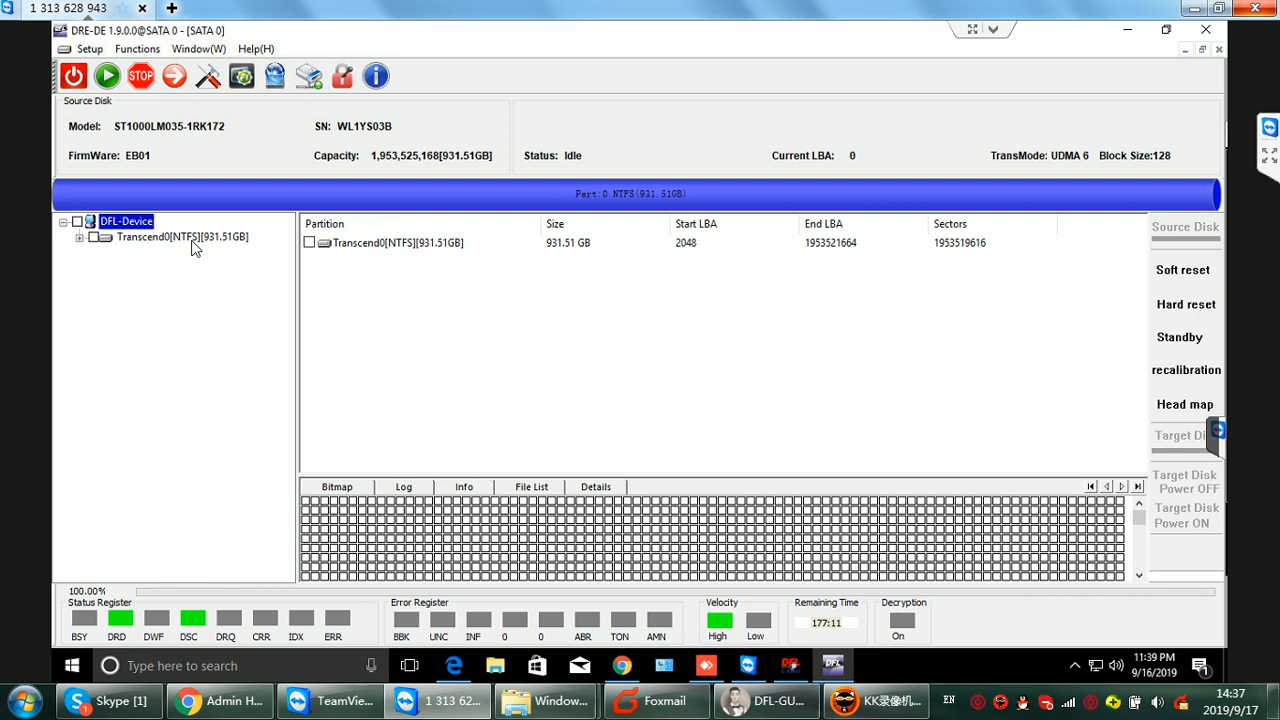 1 313 628 943
DRE-DE 1.9.0.0@SATA 0 - [SATA 0]
Setup Functions Window(W) Help(H)
STOP
Source Disk
Model: ST1000LM035-1RK172 SN: WL1YS03B
FirmWare: EB01 Capacity: 1,953,525,168[931.51GB] Status: Idle Current LBA: 0 TransMode: UDMA 6 Block Size:128
Part:0 NTFS(931.51GB)
DFL-Device
Transcend0[NTFS][931.51GB]
Partition Size Start LBA End LBA Sectors
Transcend0[NTFS][931.51GB] 931.51 GB 2048 1953521664 1953519616
Source Disk
Soft reset
Hard reset
Standby
recalibration
Head map
Target Di
Target Disk
Power OFF
Target Disk
Power ON
Bitmap Log Info File List Details
100.00%
Status Register Error Register Velocity Remaining Time Decryption
177:11
BSY DRD DWF DSC DRQ CRR IDX ERR BBK UNC INF 0 0 ABR TON AMN High Low On
Type here to search
DFL
DFL
11:39 PM
9/16/2019
1
Skype [1] Admin H... TeamVie... 1 313 62... Window... Foxmail DFL-GU... KK录像机... EN
14:37
2019/9/17